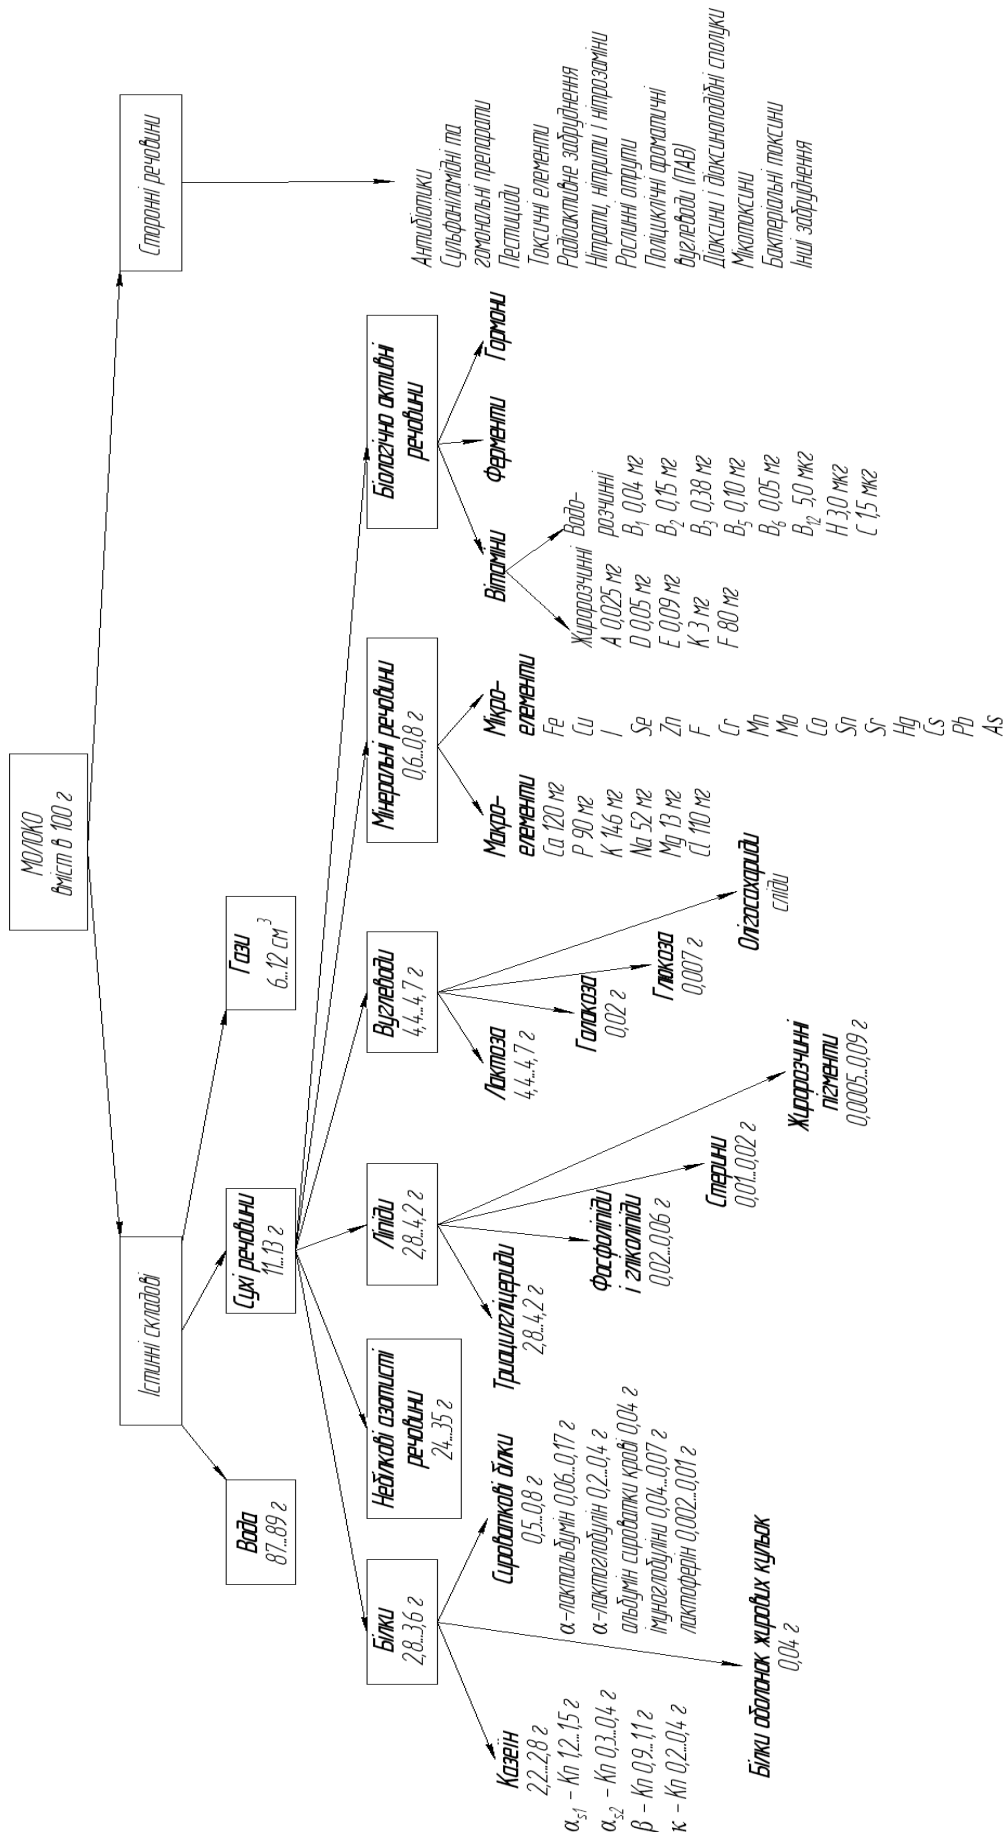 МОЛОКО
вміст в 100 г
Істинні складові
Сторонні речовини
Вода
87...89 г
Сухі речовини
11...13 г
Гази
6...12 см³
Білки
2,8...3,6 г
Небілкові азотисті
речовини
24...35 г
Ліпіди
2,8...4,2 г
Вуглеводи
4,4...4,7 г
Мінеральні речовини
0,6...0,8 г
Біологічно активні
речовини
Казеїн
2,2...2,8 г
αs1 – Кп 1,2...1,5 г
αs2 – Кп 0,3...0,4 г
β – Кп 0,9...1,1 г
κ – Кп 0,2...0,4 г
Сироваткові білки
0,5...0,8 г
α-лактальбумін 0,06...0,17 г
α-лактоглобулін 0,2...0,4 г
альбумін сироватки крові 0,04 г
імуноглобуліни 0,04...0,07 г
лактоферін 0,002...0,01 г
Білки оболонок жирових кульок
0,04 г
Триацилгліцериди
2,8...4,2 г
Фосфоліпіди
і гліколіпіди
0,02...0,06 г
Стерини
0,01...0,02 г
Жиророзчинні
пігменти
0,0005...0,09 г
Лактоза
4,4...4,7 г
Галакоза
0,02 г
Глюкоза
0,007 г
Олігосахариди
сліди
Макро-
елементи
Ca 120 мг
P 90 мг
K 146 мг
Na 52 мг
Mg 13 мг
Cl 110 мг
Мікро-
елементи
Fe
Cu
I
Se
Zn
F
Cr
Mn
Mo
Co
Sn
Sr
Hg
Cs
Pb
As
Вітаміни
Ферменти
Гормони
Жиророзчинні
A 0,025 мг
D 0,05 мг
E 0,09 мг
K 3 мг
F 80 мг
Водо-
розчинні
B₁ 0,04 мг
B₂ 0,15 мг
B₃ 0,38 мг
B₅ 0,10 мг
B₆ 0,05 мг
B₁₂ 5,0 мкг
H 3,0 мкг
C 1,5 мкг
Антибіотики
Сульфаніламідні та
гомональні препарати
Пестициди
Токсичні елементи
Радіоактивне забруднення
Нітрати, нітрити і нітрозаміни
Рослинні отрути
Поліциклічні ароматичні
вуглеводи (ПАВ)
Діоксини і діоксиноподібні сполуки
Мікотоксини
Бактеріальні токсини
Інші забруднення